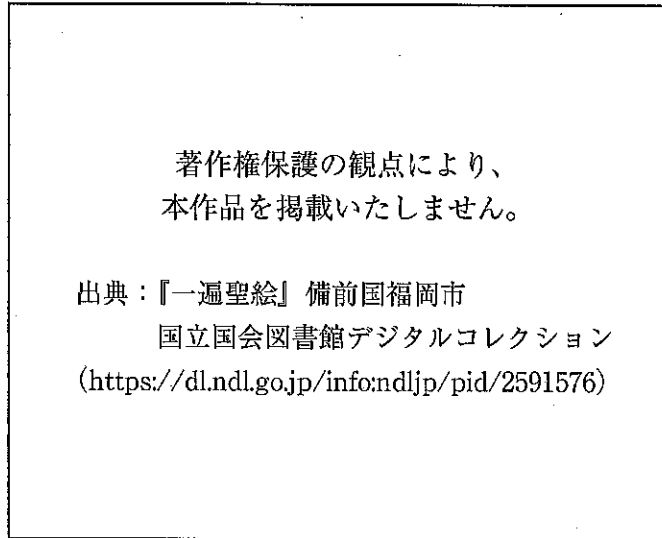 著作権保護の観点により、
本作品を掲載いたしません。
出典：『一遍聖絵』備前国福岡市
国立国会図書館デジタルコレクション
(https://dl.ndl.go.jp/info:ndljp/pid/2591576)